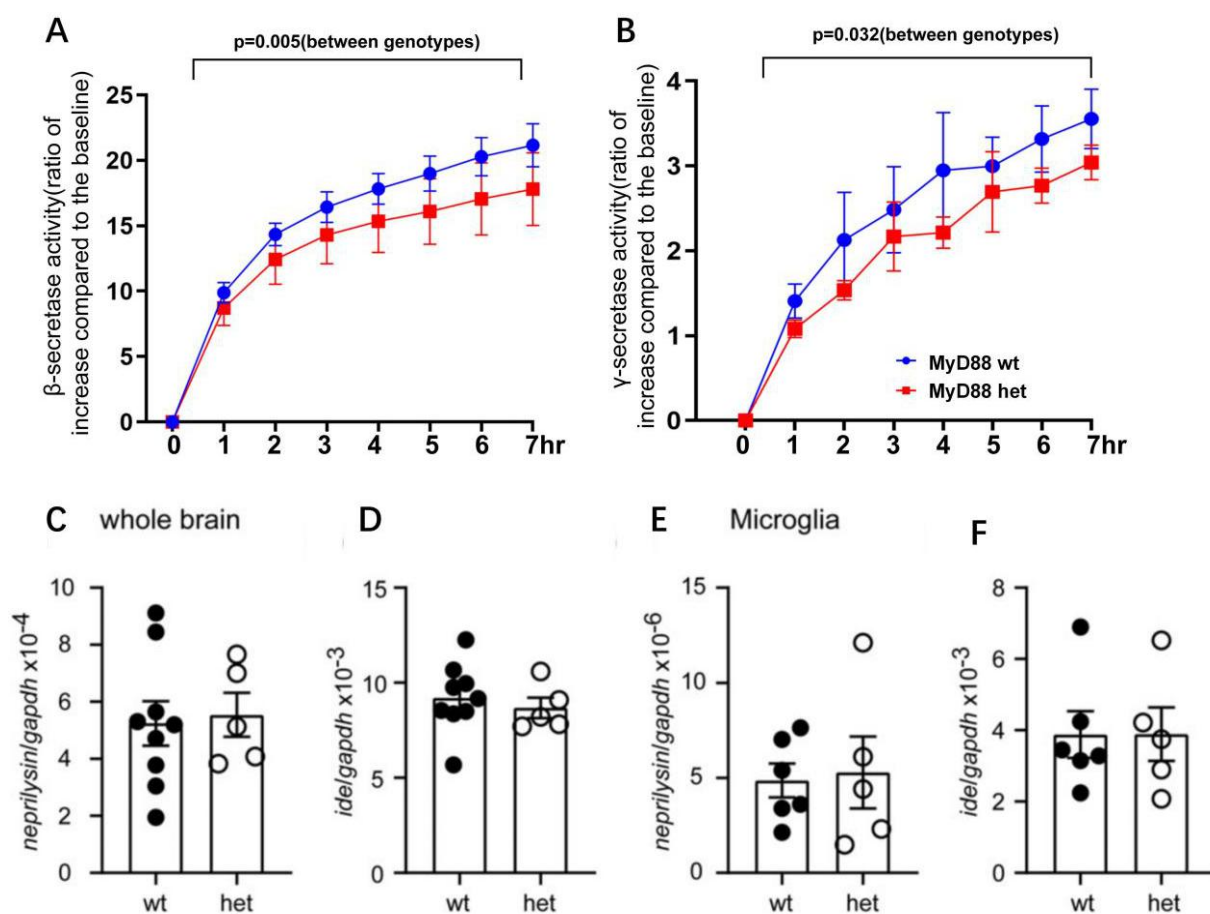 A
p=0.005(between genotypes)
β-secretase activity(ratio of
increase compared to the baseline)
25
20
15
10
5
0
0 1 2 3 4 5 6 7hr
B
p=0.032(between genotypes)
γ-secretase activity(ratio of
increase compared to the baseline)
4
3
2
1
0
MyD88 wt
MyD88 het
0 1 2 3 4 5 6 7hr
C whole brain
neprilysin/gapdh x10-4
10
8
6
4
2
0
wt het
D
ide/gapdh x10-3
15
10
5
0
wt het
E Microglia
neprilysin/gapdh x10-6
15
10
5
0
wt het
F
ide/gapdh x10-3
8
6
4
2
0
wt het